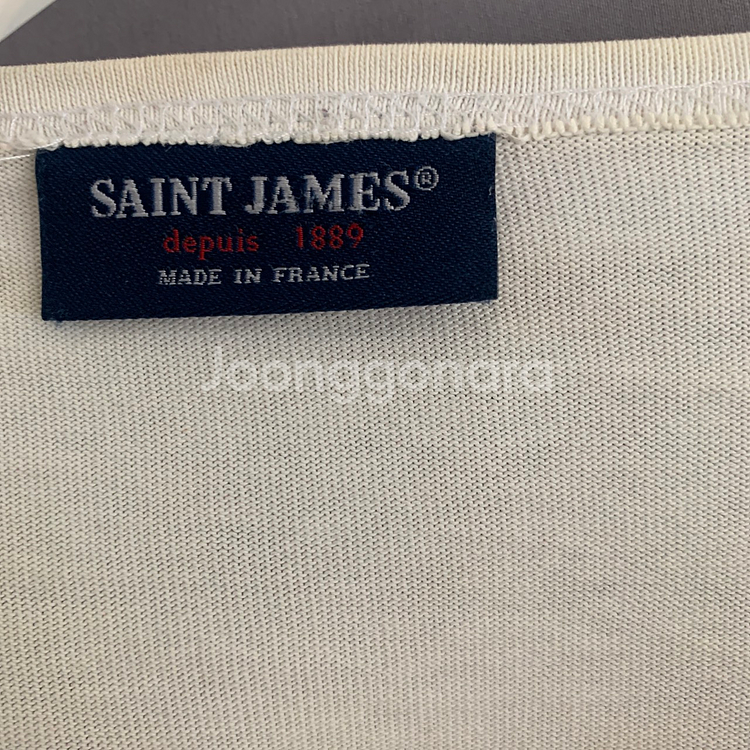 SAINT JAMES®
depuis 1889
MADE IN FRANCE
Joonggonara